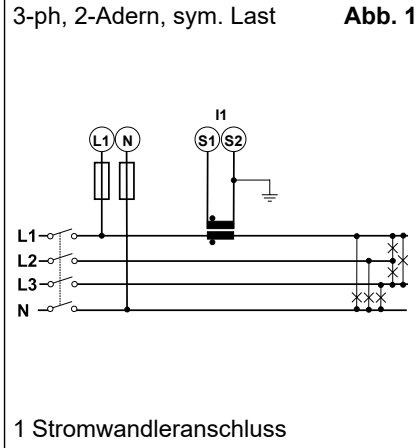 3-ph, 2-Adern, sym. Last Abb. 1
I1
L1 N S1 S2
L1
L2
L3
N
1 Stromwandleranschluss